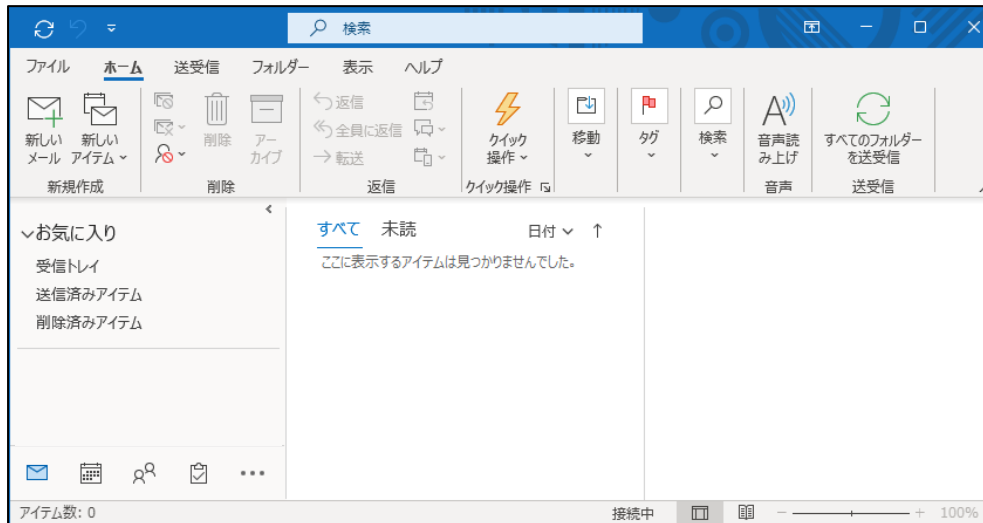 検索
ファイル ホーム 送受信 フォルダー 表示 ヘルプ
新しい
メール
新しい
アイテム
新規作成
削除
アー
カイブ
削除
返信
全員に返信
転送
返信
クイック
操作
クイック操作
移動
タグ
検索
音声読
み上げ
音声
すべてのフォルダー
を送受信
送受信
お気に入り
受信トレイ
送信済みアイテム
削除済みアイテム
すべて 未読 日付
ここに表示するアイテムは見つかりませんでした。
アイテム数: 0 接続中 100%